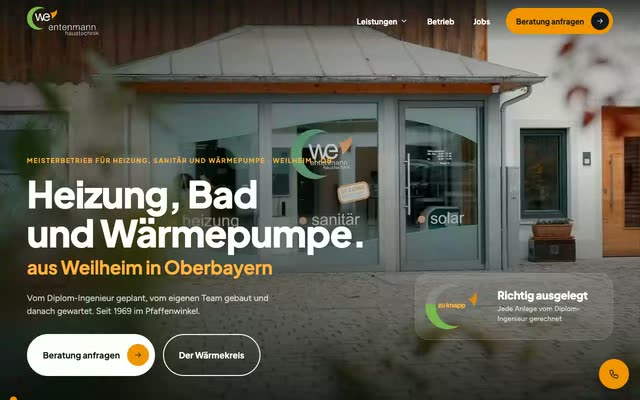 we
entenmann
haustechnik
Leistungen
Betrieb
Jobs
Beratung anfragen
we
entenmann
haustechnik
MEISTERBETRIEB FÜR HEIZUNG, SANITÄR UND WÄRMEPUMPE · WEILHEIM
Heizung, Bad
und Wärmepumpe.
heizung
sanitär
solar
aus Weilheim in Oberbayern
Vom Diplom-Ingenieur geplant, vom eigenen Team gebaut und
danach gewartet. Seit 1969 im Pfaffenwinkel.
Beratung anfragen
Der Wärmekreis
zu knapp
Richtig ausgelegt
Jede Anlage vom Diplom-
Ingenieur gerechnet